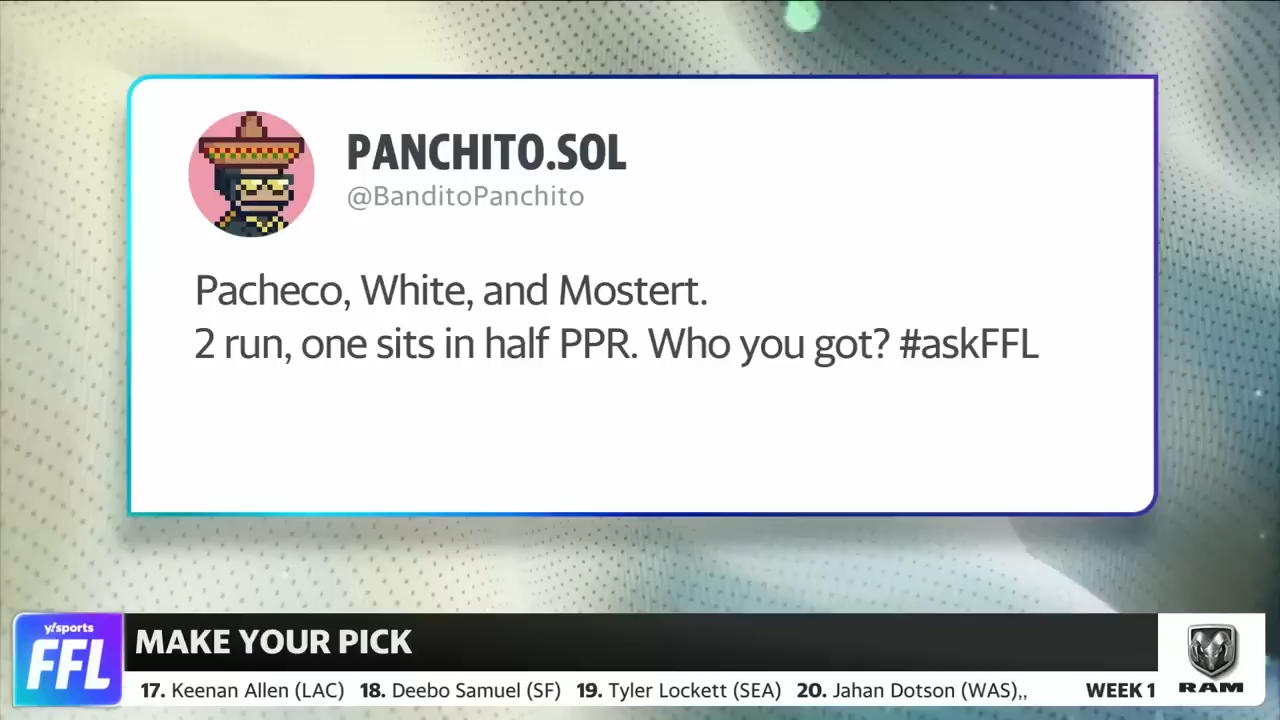 PANCHITO.SOL
@BanditoPanchito
Pacheco, White, and Mostert.
2 run, one sits in half PPR. Who you got? #askFFL
y!sports
FFL
MAKE YOUR PICK
17. Keenan Allen (LAC) 18. Deebo Samuel (SF) 19. Tyler Lockett (SEA) 20. Jahan Dotson (WAS),,
WEEK 1
RAM